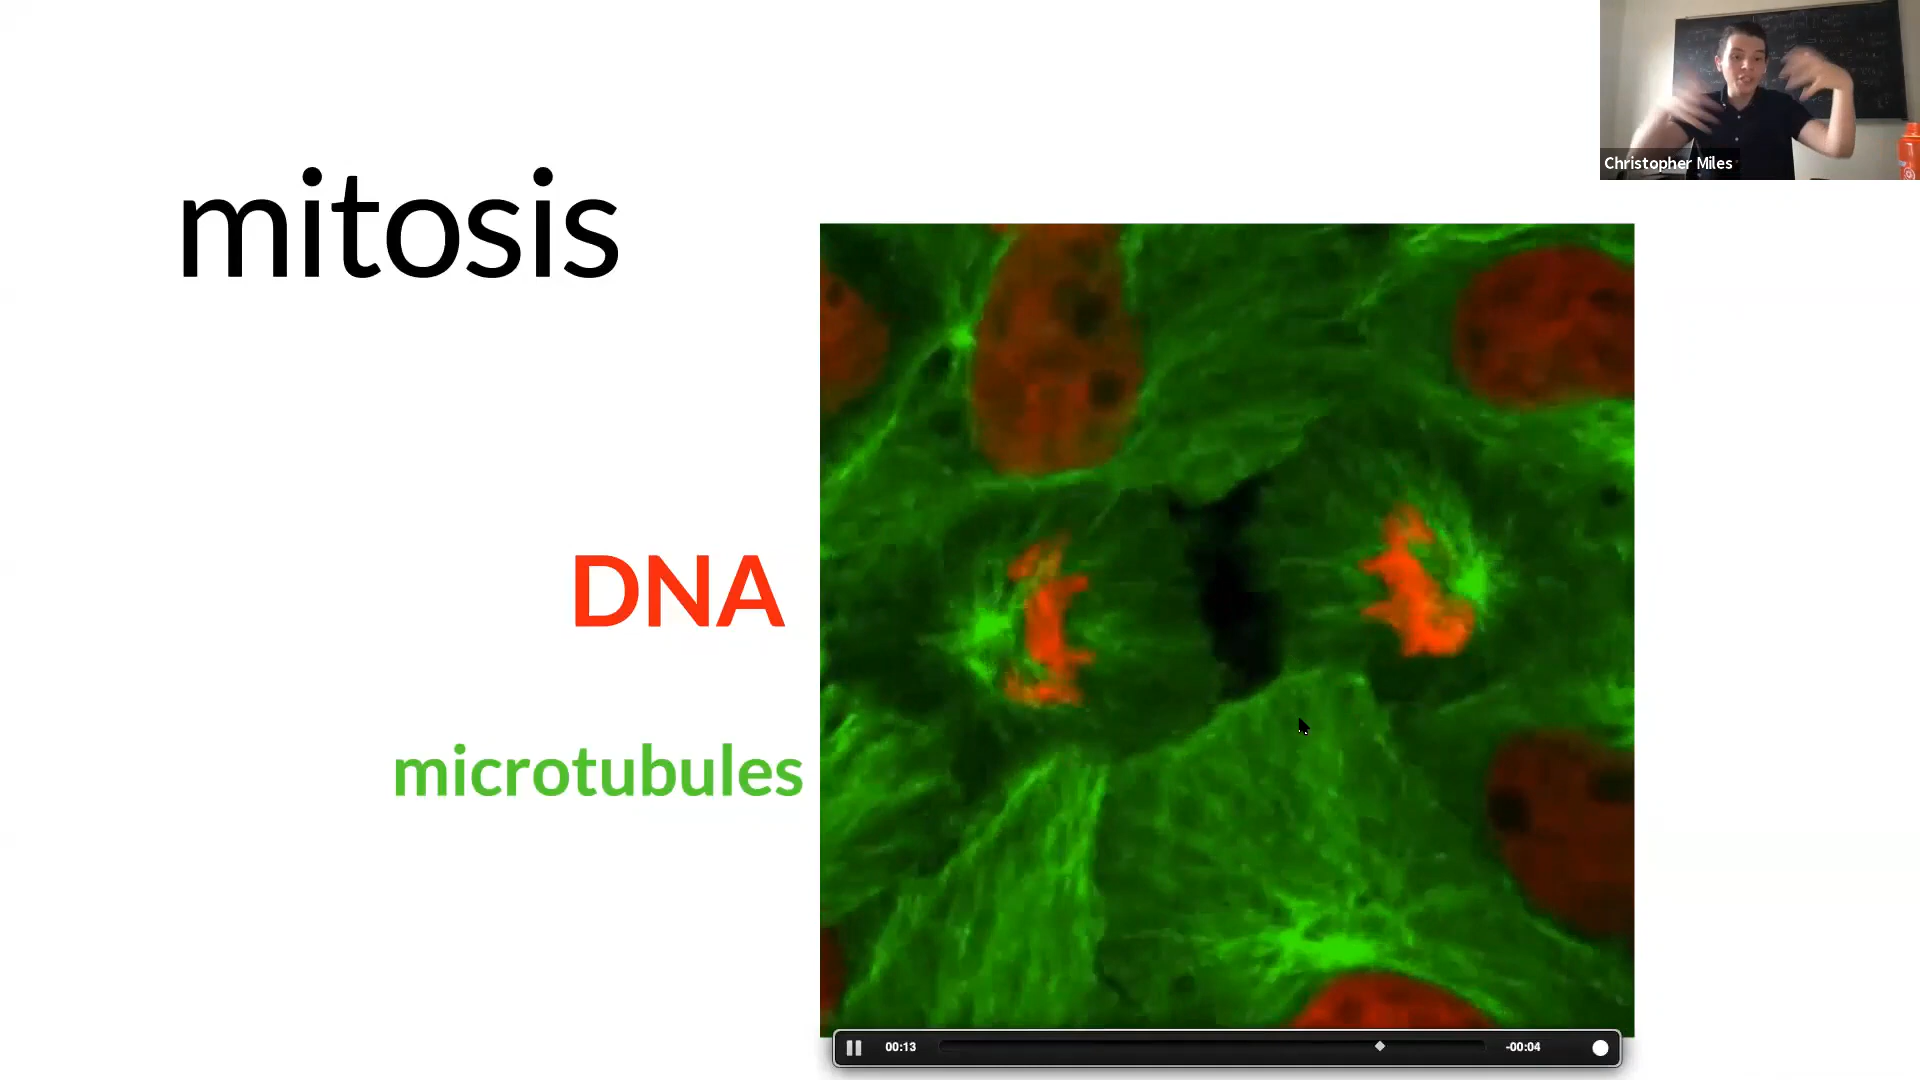 Christopher Miles
mitosis
DNA
microtubules
00:13
-00:04